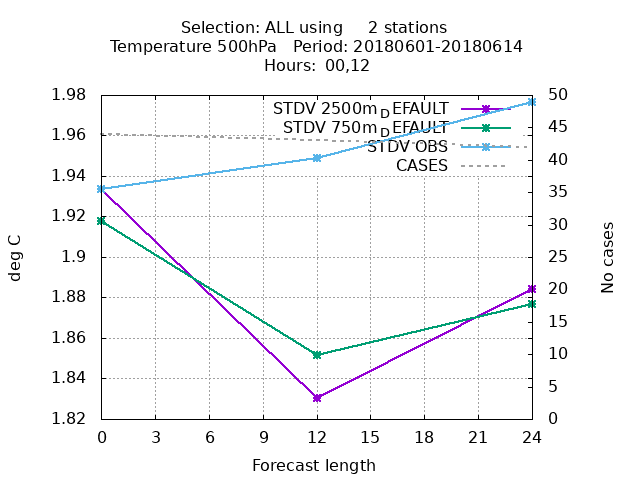 Selection: ALL using     2 stations
Temperature 500hPa   Period: 20180601-20180614
Hours: 00,12
STDV 2500m_DEFAULT
STDV 750m_DEFAULT
STDV OBS
CASES
1.98
1.96
1.94
1.92
1.9
1.88
1.86
1.84
1.82
50
45
40
35
30
25
20
15
10
5
0
deg C
No cases
0 3 6 9 12 15 18 21 24
Forecast length